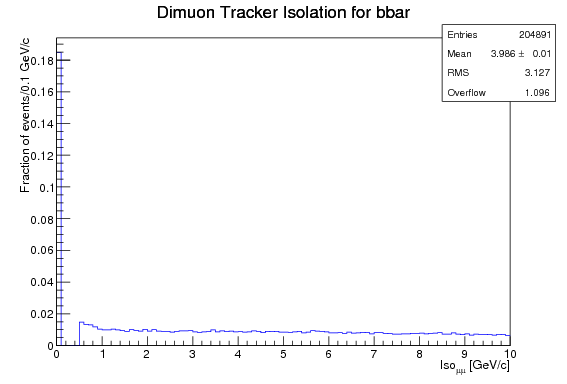 Dimuon Tracker Isolation for bbar
Entries 204891
Mean 3.986 ± 0.01
RMS 3.127
Overflow 1.096
Fraction of events/0.1 GeV/c
0.18
0.16
0.14
0.12
0.1
0.08
0.06
0.04
0.02
0
0 1 2 3 4 5 6 7 8 9 10
Iso_μμ [GeV/c]